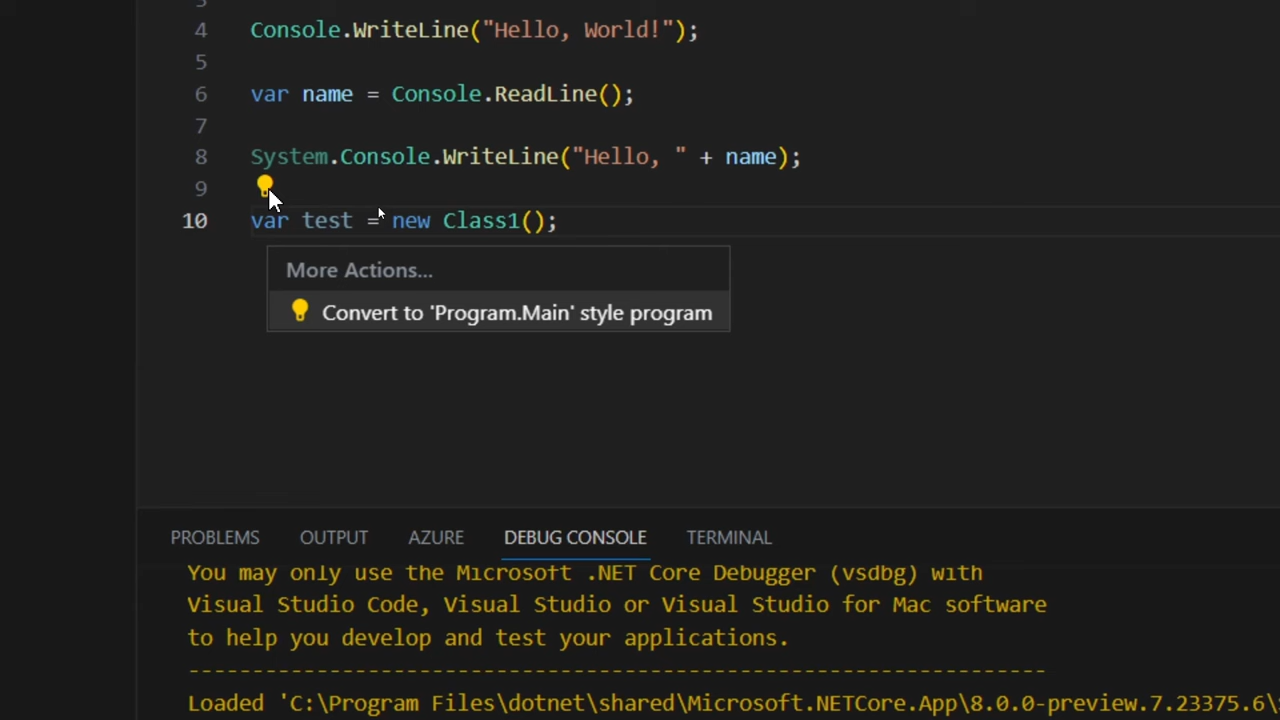 4 Console.WriteLine("Hello, World!");
5
6 var name = Console.ReadLine();
7
8 System.Console.WriteLine("Hello, " + name);
9
10 var test = new Class1();
More Actions...
Convert to 'Program.Main' style program
PROBLEMS OUTPUT AZURE DEBUG CONSOLE TERMINAL
You may only use the Microsoft .NET Core Debugger (vsdbg) with
Visual Studio Code, Visual Studio or Visual Studio for Mac software
to help you develop and test your applications.
-------------------------------------------------------------------
Loaded 'C:\Program Files\dotnet\shared\Microsoft.NETCore.App\8.0.0-preview.7.23375.6\